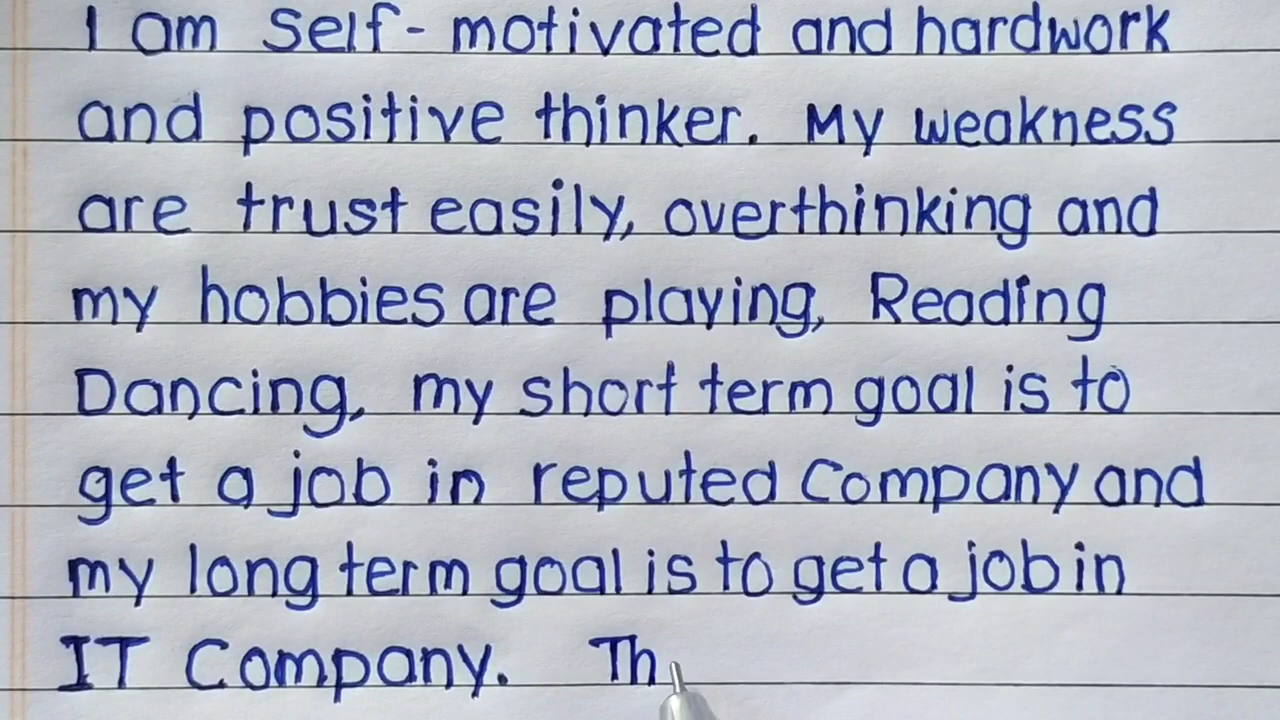 I am Self-motivated and hardwork
and positive thinker. My weakness
are trust easily, overthinking and
my hobbies are playing, Reading
Dancing, my short term goal is to
get a job in reputed Company and
my long term goal is to get a job in
IT Company. Th